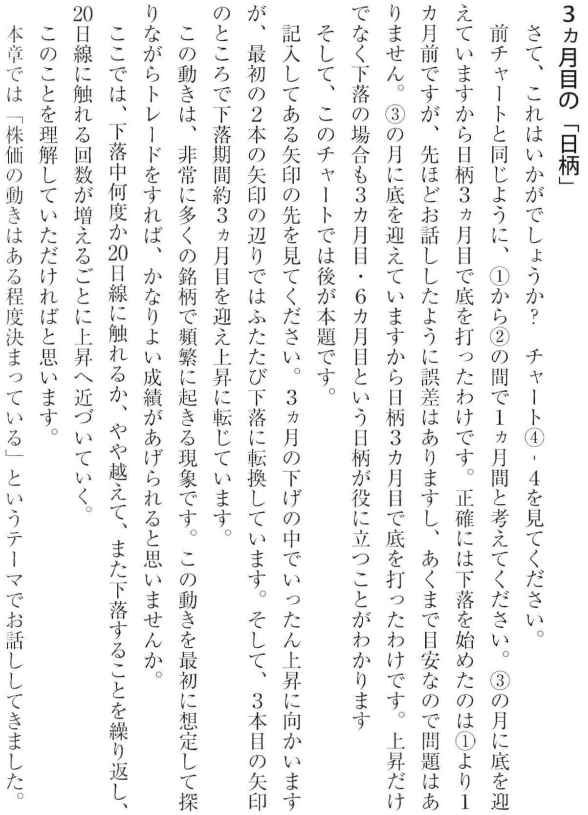 3ヵ月目の「日柄」
さて、これはいかがでしょうか?　チャート④-4を見てください。
前チャートと同じように、①から②の間で1ヵ月間と考えてください。③の月に底を迎
えていますから日柄3ヵ月目で底を打ったわけです。正確には下落を始めたのは①より1
カ月前ですが、先ほどお話ししたように誤差はありますし、あくまで目安なので問題はあ
りません。③の月に底を迎えていますから日柄3カ月目で底を打ったわけです。上昇だけ
でなく下落の場合も3カ月目・6カ月目という日柄が役に立つことがわかります
そして、このチャートでは後が本題です。
記入してある矢印の先を見てください。3ヵ月の下げの中でいったん上昇に向かいます
が、最初の2本の矢印の辺りではふたたび下落に転換しています。そして、3本目の矢印
のところで下落期間約3ヵ月目を迎え上昇に転じています。
この動きは、非常に多くの銘柄で頻繁に起きる現象です。この動きを最初に想定して探
りながらトレードをすれば、かなりよい成績があげられると思いませんか。
ここでは、下落中何度か20日線に触れるか、やや越えて、また下落することを繰り返し、
20日線に触れる回数が増えるごとに上昇へ近づいていく。
このことを理解していただければと思います。
本章では「株価の動きはある程度決まっている」というテーマでお話ししてきました。